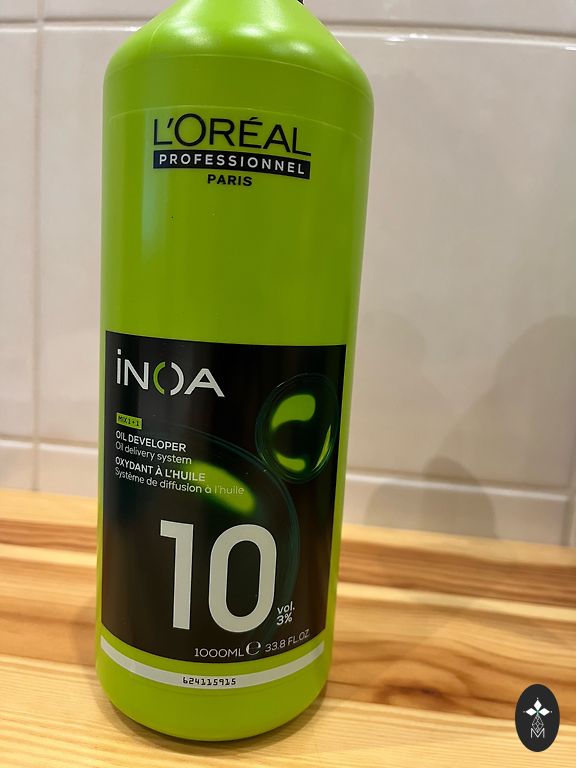 L'ORÉAL
PROFESSIONNEL
PARIS
iNOA
MIX 1+1
OIL DEVELOPER
Oil delivery system
OXYDANT À L'HUILE
Système de diffusion à l'huile
10 vol.
3%
1000ML ℮ 33.8 FL.OZ.
624115915
M